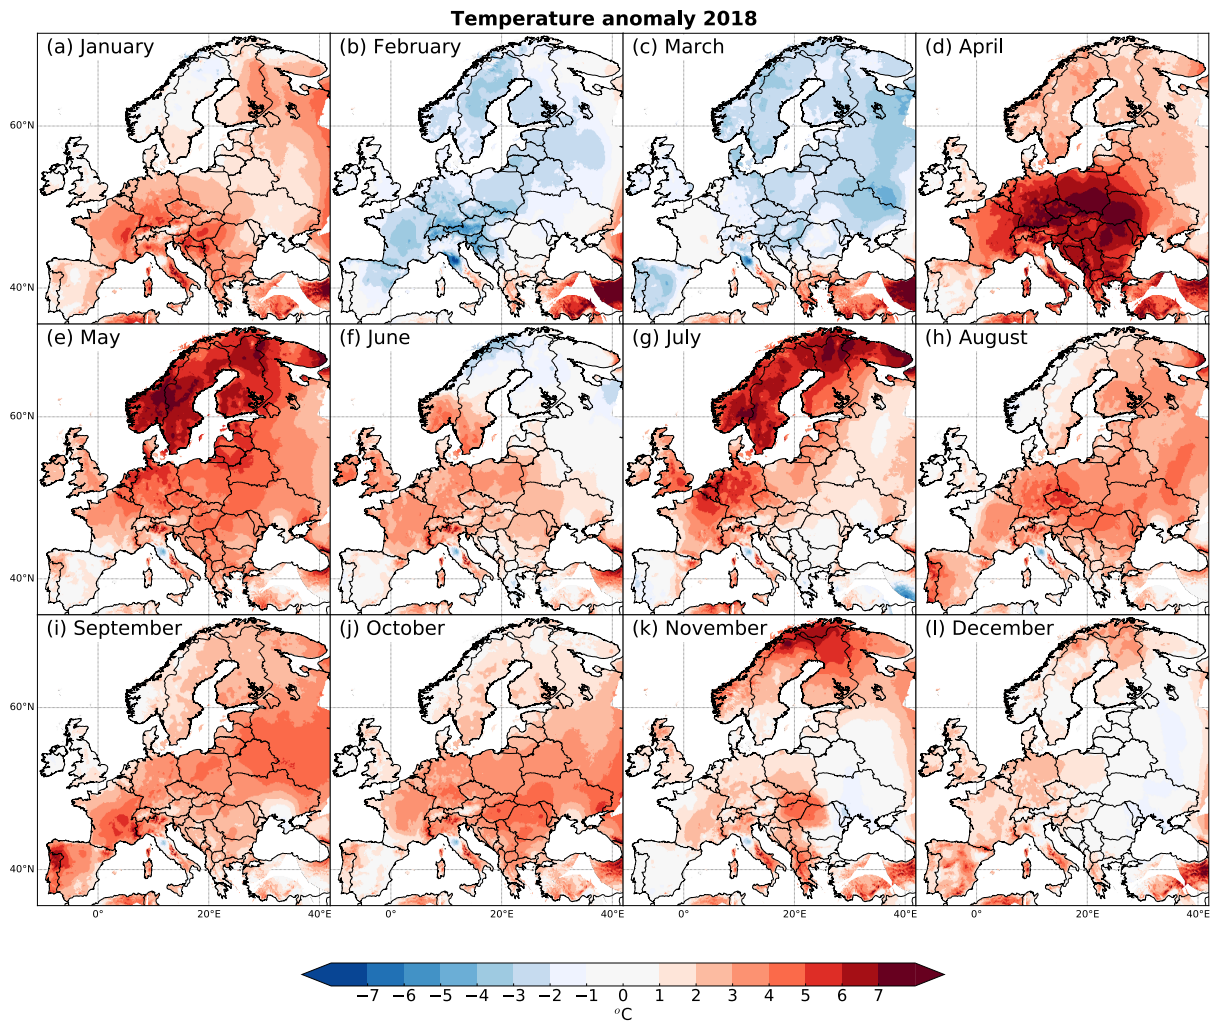 Temperature anomaly 2018
(a) January
(b) February
(c) March
(d) April
60°N
40°N
(e) May
(f) June
(g) July
(h) August
60°N
40°N
(i) September
(j) October
(k) November
(l) December
60°N
40°N
0° 20°E 40°E 0° 20°E 40°E 0° 20°E 40°E 0° 20°E 40°E
−7 −6 −5 −4 −3 −2 −1 0 1 2 3 4 5 6 7
°C